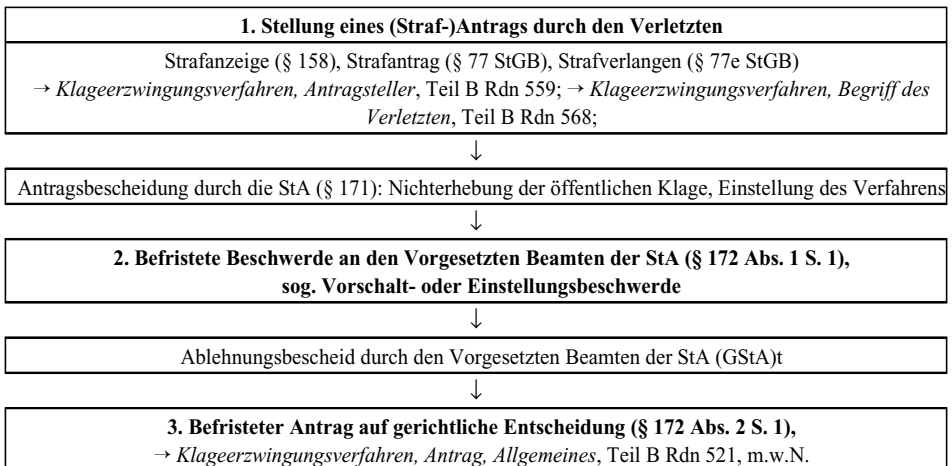 1. Stellung eines (Straf-)Antrags durch den Verletzten
Strafanzeige (§ 158), Strafantrag (§ 77 StGB), Strafverlangen (§ 77e StGB)
→ Klageerzwingungsverfahren, Antragsteller, Teil B Rdn 559; → Klageerzwingungsverfahren, Begriff des
Verletzten, Teil B Rdn 568;
↓
Antragsbescheidung durch die StA (§ 171): Nichterhebung der öffentlichen Klage, Einstellung des Verfahrens
↓
2. Befristete Beschwerde an den Vorgesetzten Beamten der StA (§ 172 Abs. 1 S. 1),
sog. Vorschalt- oder Einstellungsbeschwerde
↓
Ablehnungsbescheid durch den Vorgesetzten Beamten der StA (GStA)t
↓
3. Befristeter Antrag auf gerichtliche Entscheidung (§ 172 Abs. 2 S. 1),
→ Klageerzwingungsverfahren, Antrag, Allgemeines, Teil B Rdn 521, m.w.N.